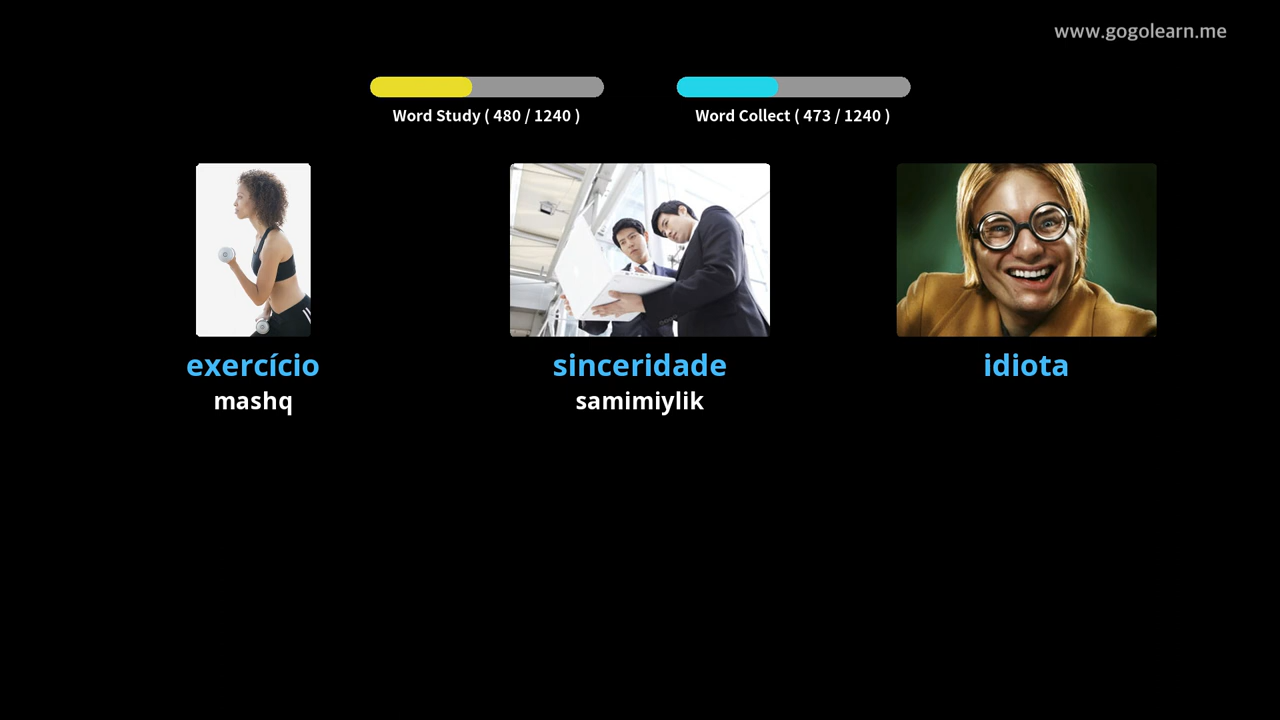 www.gogolearn.me
Word Study ( 480 / 1240 )
Word Collect ( 473 / 1240 )
exercício
mashq
sinceridade
samimiylik
idiota